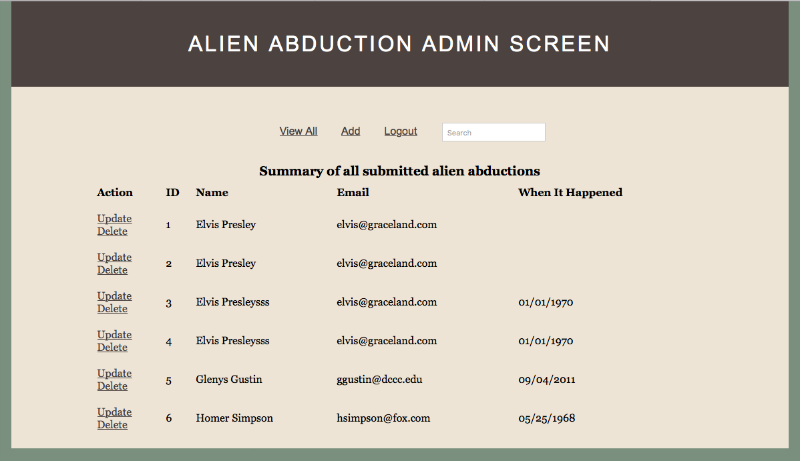 ALIEN ABDUCTION ADMIN SCREEN
View All Add Logout Search
Summary of all submitted alien abductions
Action ID Name Email When It Happened
Update
Delete 1 Elvis Presley elvis@graceland.com
Update
Delete 2 Elvis Presley elvis@graceland.com
Update
Delete 3 Elvis Presleysss elvis@graceland.com 01/01/1970
Update
Delete 4 Elvis Presleysss elvis@graceland.com 01/01/1970
Update
Delete 5 Glenys Gustin ggustin@dccc.edu 09/04/2011
Update
Delete 6 Homer Simpson hsimpson@fox.com 05/25/1968